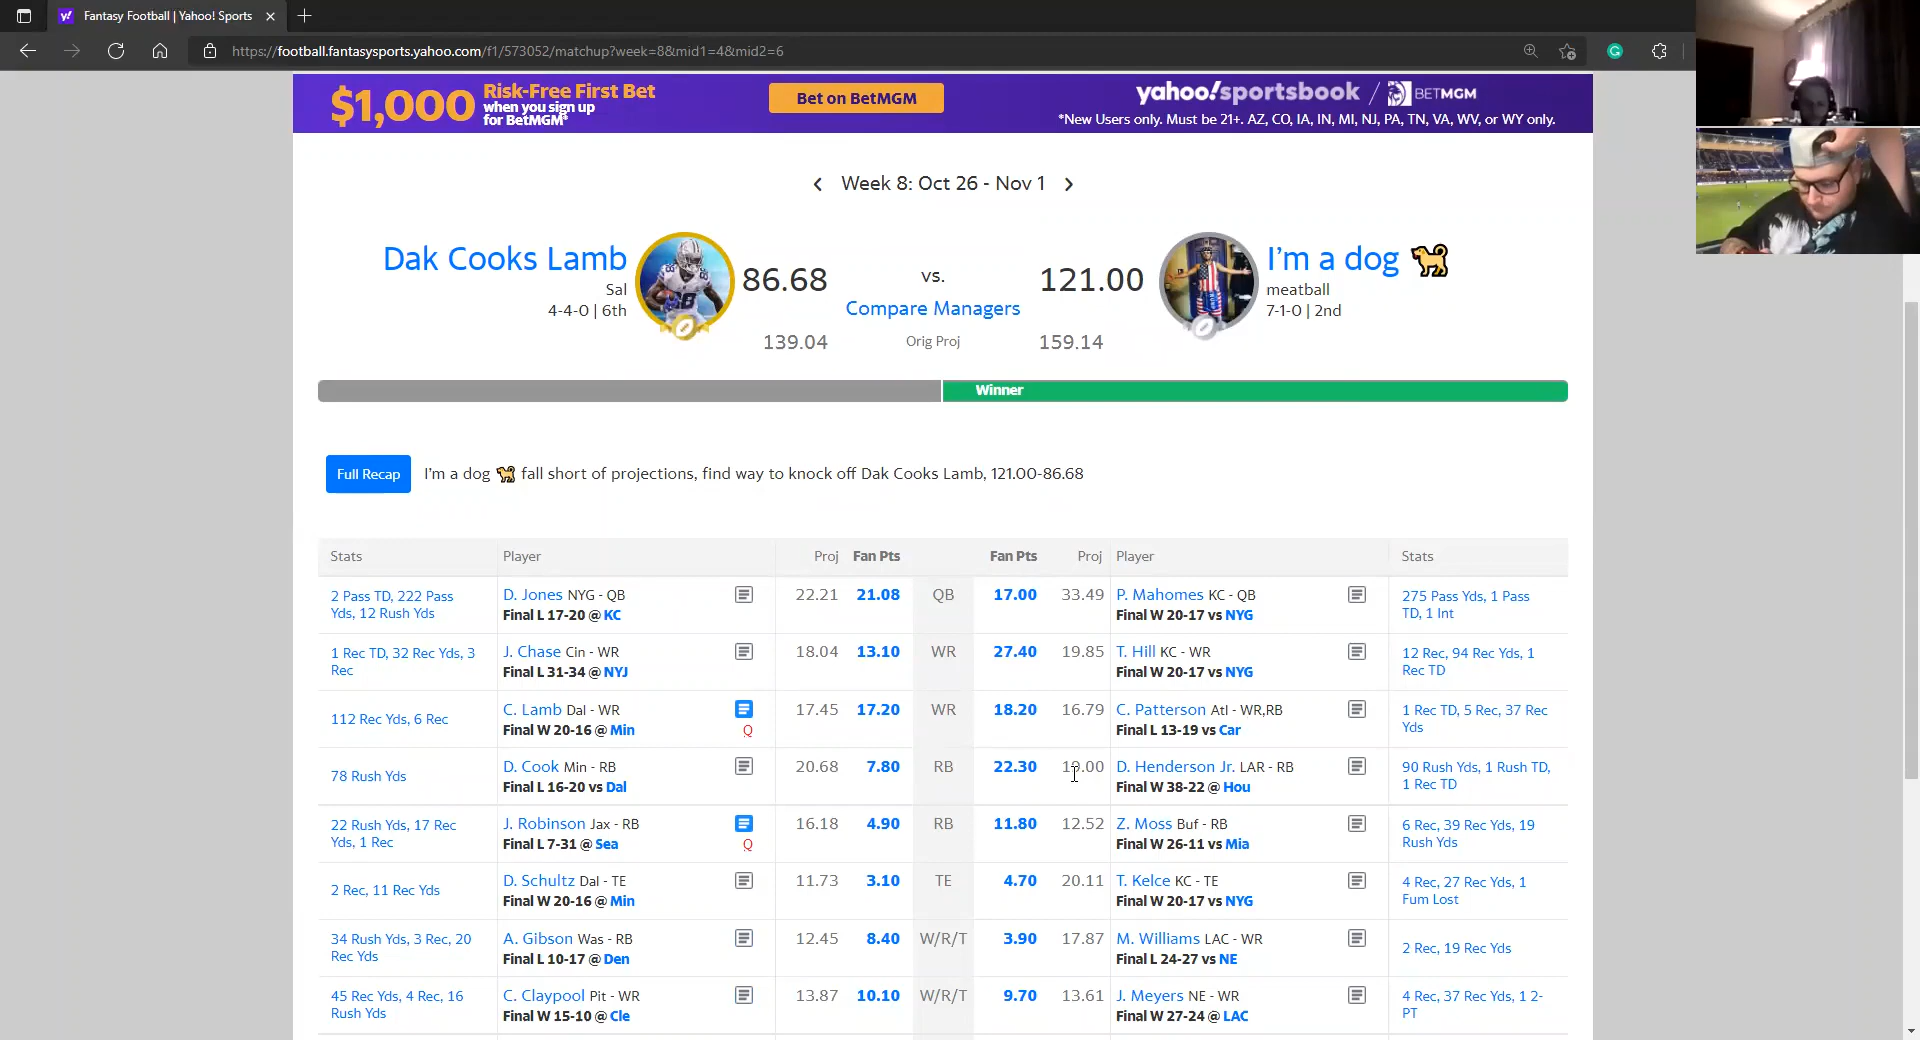 Fantasy Football | Yahoo! Sports
https://football.fantasysports.yahoo.com/f1/573052/matchup?week=8&mid1=4&mid2=6
$1,000 Risk-Free First Bet
when you sign up
for BetMGM*
Bet on BetMGM
yahoo!sportsbook / BETMGM
*New Users only. Must be 21+. AZ, CO, IA, IN, MI, NJ, PA, TN, VA, WV, or WY only.
Week 8: Oct 26 - Nov 1
Dak Cooks Lamb
Sal
4-4-0 | 6th
86.68
139.04
vs.
Compare Managers
Orig Proj
121.00
159.14
I'm a dog 🐕
meatball
7-1-0 | 2nd
Winner
Full Recap
I'm a dog 🐕 fall short of projections, find way to knock off Dak Cooks Lamb, 121.00-86.68
Stats Player Proj Fan Pts Fan Pts Proj Player Stats
2 Pass TD, 222 Pass
Yds, 12 Rush Yds
D. Jones NYG - QB
Final L 17-20 @ KC
22.21 21.08 QB 17.00 33.49
P. Mahomes KC - QB
Final W 20-17 vs NYG
275 Pass Yds, 1 Pass
TD, 1 Int
1 Rec TD, 32 Rec Yds, 3
Rec
J. Chase Cin - WR
Final L 31-34 @ NYJ
18.04 13.10 WR 27.40 19.85
T. Hill KC - WR
Final W 20-17 vs NYG
12 Rec, 94 Rec Yds, 1
Rec TD
112 Rec Yds, 6 Rec
C. Lamb Dal - WR
Final W 20-16 @ Min
Q
17.45 17.20 WR 18.20 16.79
C. Patterson Atl - WR,RB
Final L 13-19 vs Car
1 Rec TD, 5 Rec, 37 Rec
Yds
78 Rush Yds
D. Cook Min - RB
Final L 16-20 vs Dal
20.68 7.80 RB 22.30
D. Henderson Jr. LAR - RB
Final W 38-22 @ Hou
90 Rush Yds, 1 Rush TD,
1 Rec TD
22 Rush Yds, 17 Rec
Yds, 1 Rec
J. Robinson Jax - RB
Final L 7-31 @ Sea
Q
16.18 4.90 RB 11.80 12.52
Z. Moss Buf - RB
Final W 26-11 vs Mia
6 Rec, 39 Rec Yds, 19
Rush Yds
2 Rec, 11 Rec Yds
D. Schultz Dal - TE
Final W 20-16 @ Min
11.73 3.10 TE 4.70 20.11
T. Kelce KC - TE
Final W 20-17 vs NYG
4 Rec, 27 Rec Yds, 1
Fum Lost
34 Rush Yds, 3 Rec, 20
Rec Yds
A. Gibson Was - RB
Final L 10-17 @ Den
12.45 8.40 W/R/T 3.90 17.87
M. Williams LAC - WR
Final L 24-27 vs NE
2 Rec, 19 Rec Yds
45 Rec Yds, 4 Rec, 16
Rush Yds
C. Claypool Pit - WR
Final W 15-10 @ Cle
13.87 10.10 W/R/T 9.70 13.61
J. Meyers NE - WR
Final W 27-24 @ LAC
4 Rec, 37 Rec Yds, 1 2-
PT